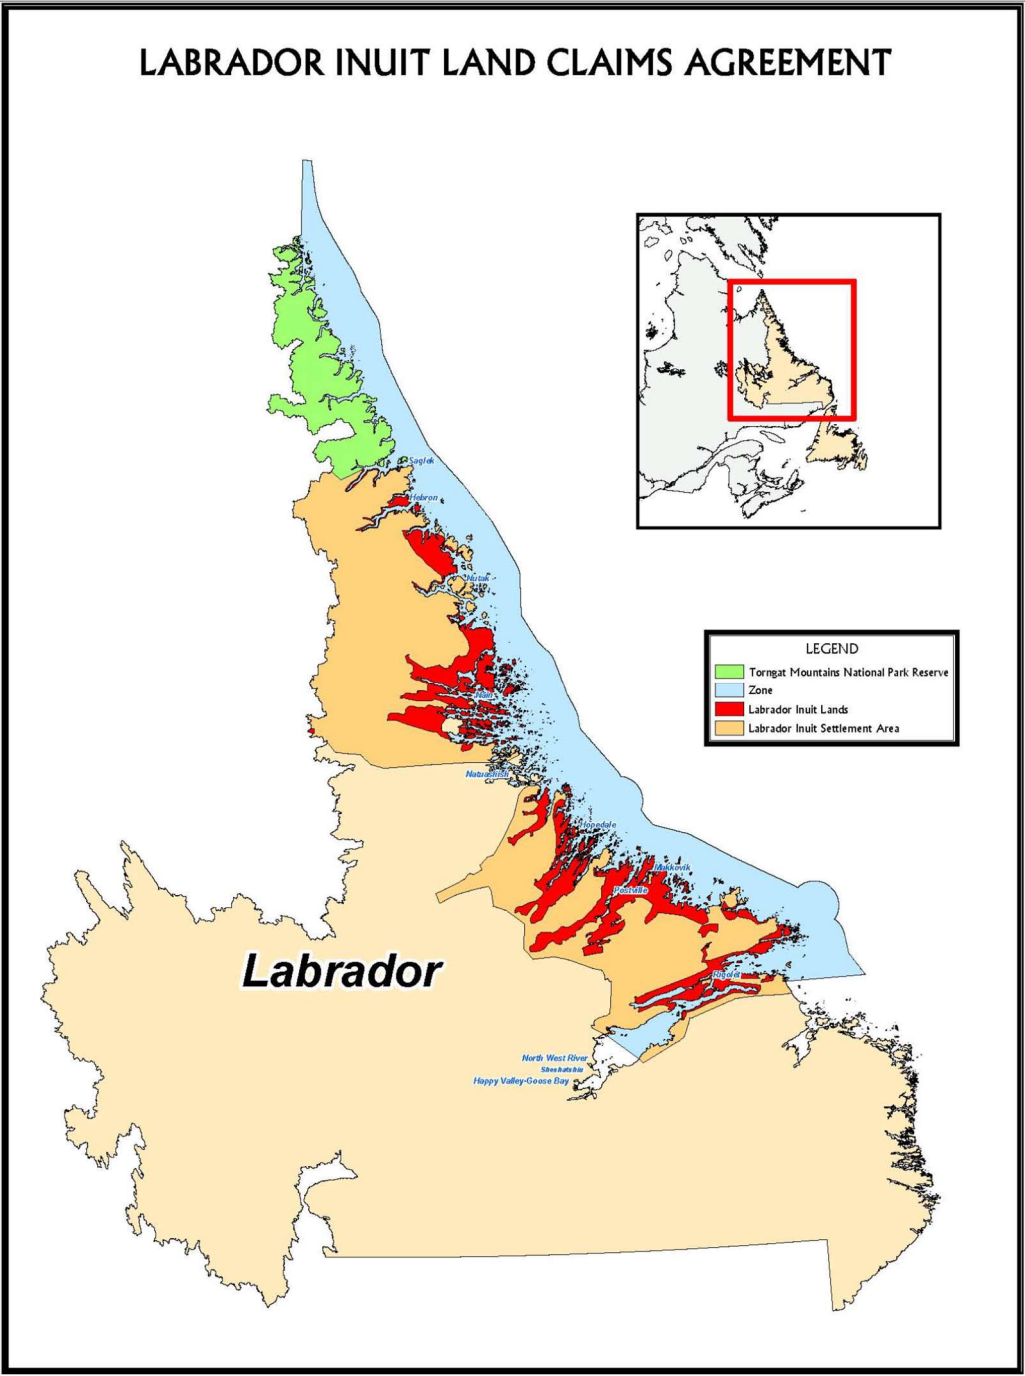 LABRADOR INUIT LAND CLAIMS AGREEMENT
Saglek
Hebron
Nutak
LEGEND
Torngat Mountains National Park Reserve
Zone
Labrador Inuit Lands
Labrador Inuit Settlement Area
Nain
Natuashish
Hopedale
Makkovik
Postville
Labrador
Rigolet
North West River
Sheshatshiu
Happy Valley-Goose Bay